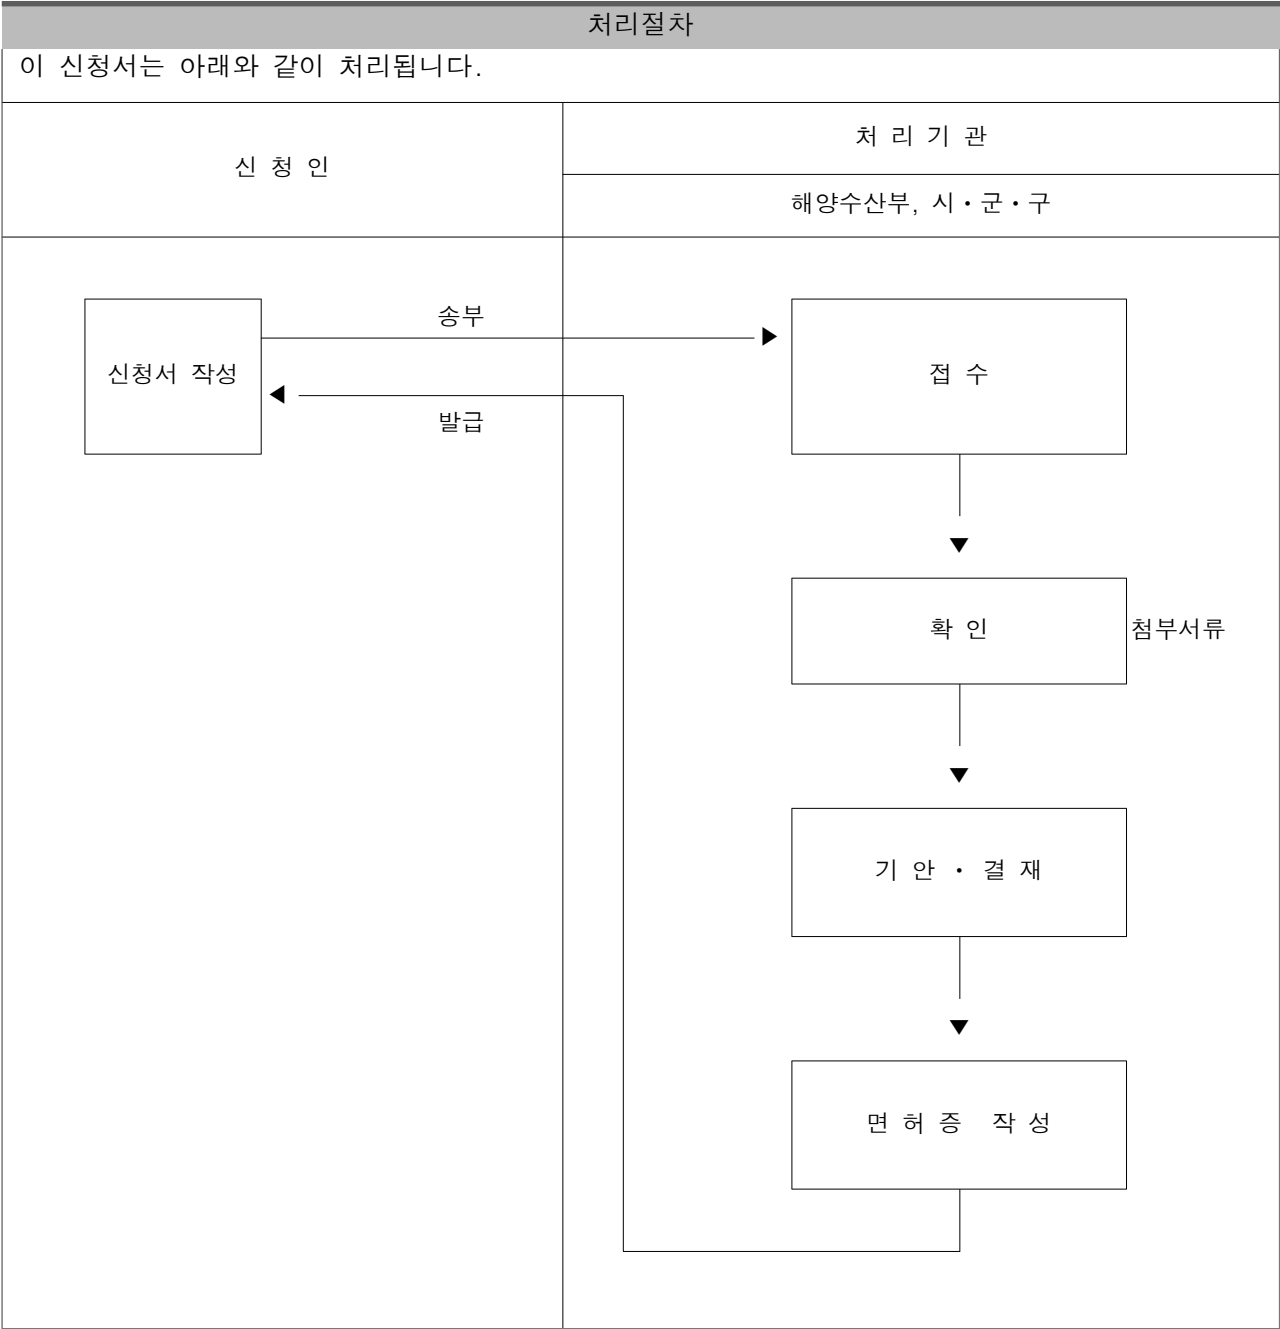 처리절차
이 신청서는 아래와 같이 처리됩니다.
신 청 인
처 리 기 관
해양수산부, 시・군・구
신청서 작성
송부
발급
접 수
확 인
첨부서류
기 안 ・ 결 재
면 허 증 작 성